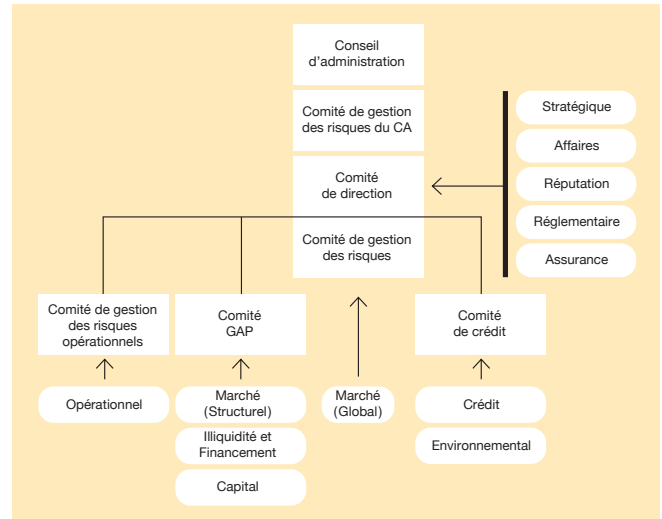 Conseil
d'administration
Comité de gestion
des risques du CA
Comité
de direction
Comité de gestion
des risques
Stratégique
Affaires
Réputation
Réglementaire
Assurance
Comité de gestion
des risques
opérationnels
Comité
GAP
Comité
de crédit
Opérationnel
Marché
(Structurel)
Illiquidité et
Financement
Capital
Marché
(Global)
Crédit
Environnemental